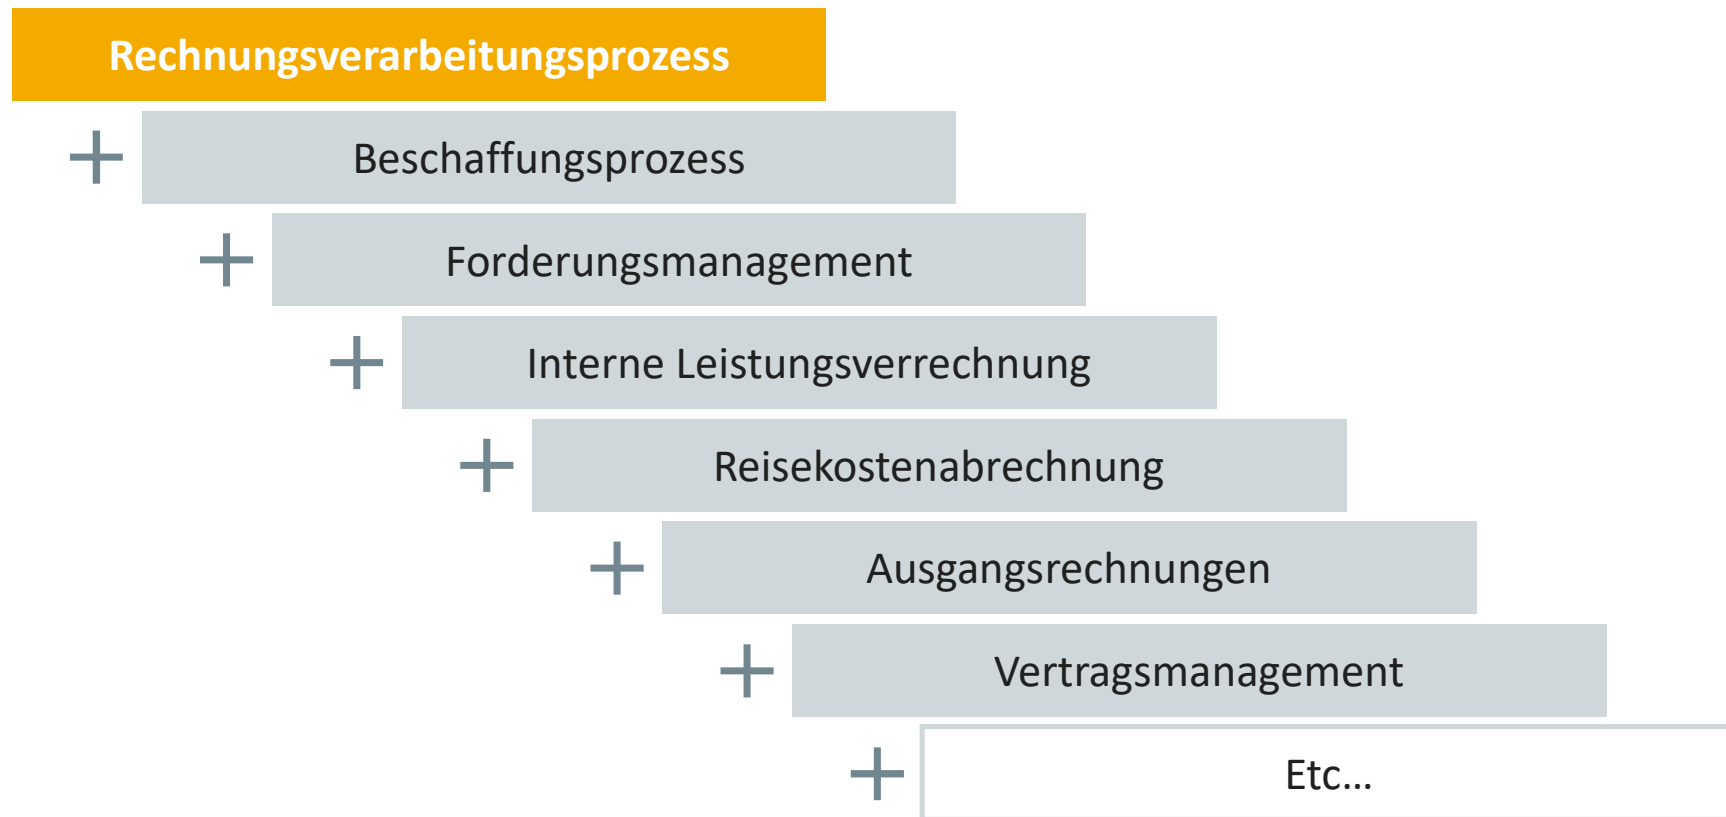 Rechnungsverarbeitungsprozess
Beschaffungsprozess
Forderungsmanagement
Interne Leistungsverrechnung
Reisekostenabrechnung
Ausgangsrechnungen
Vertragsmanagement
Etc...